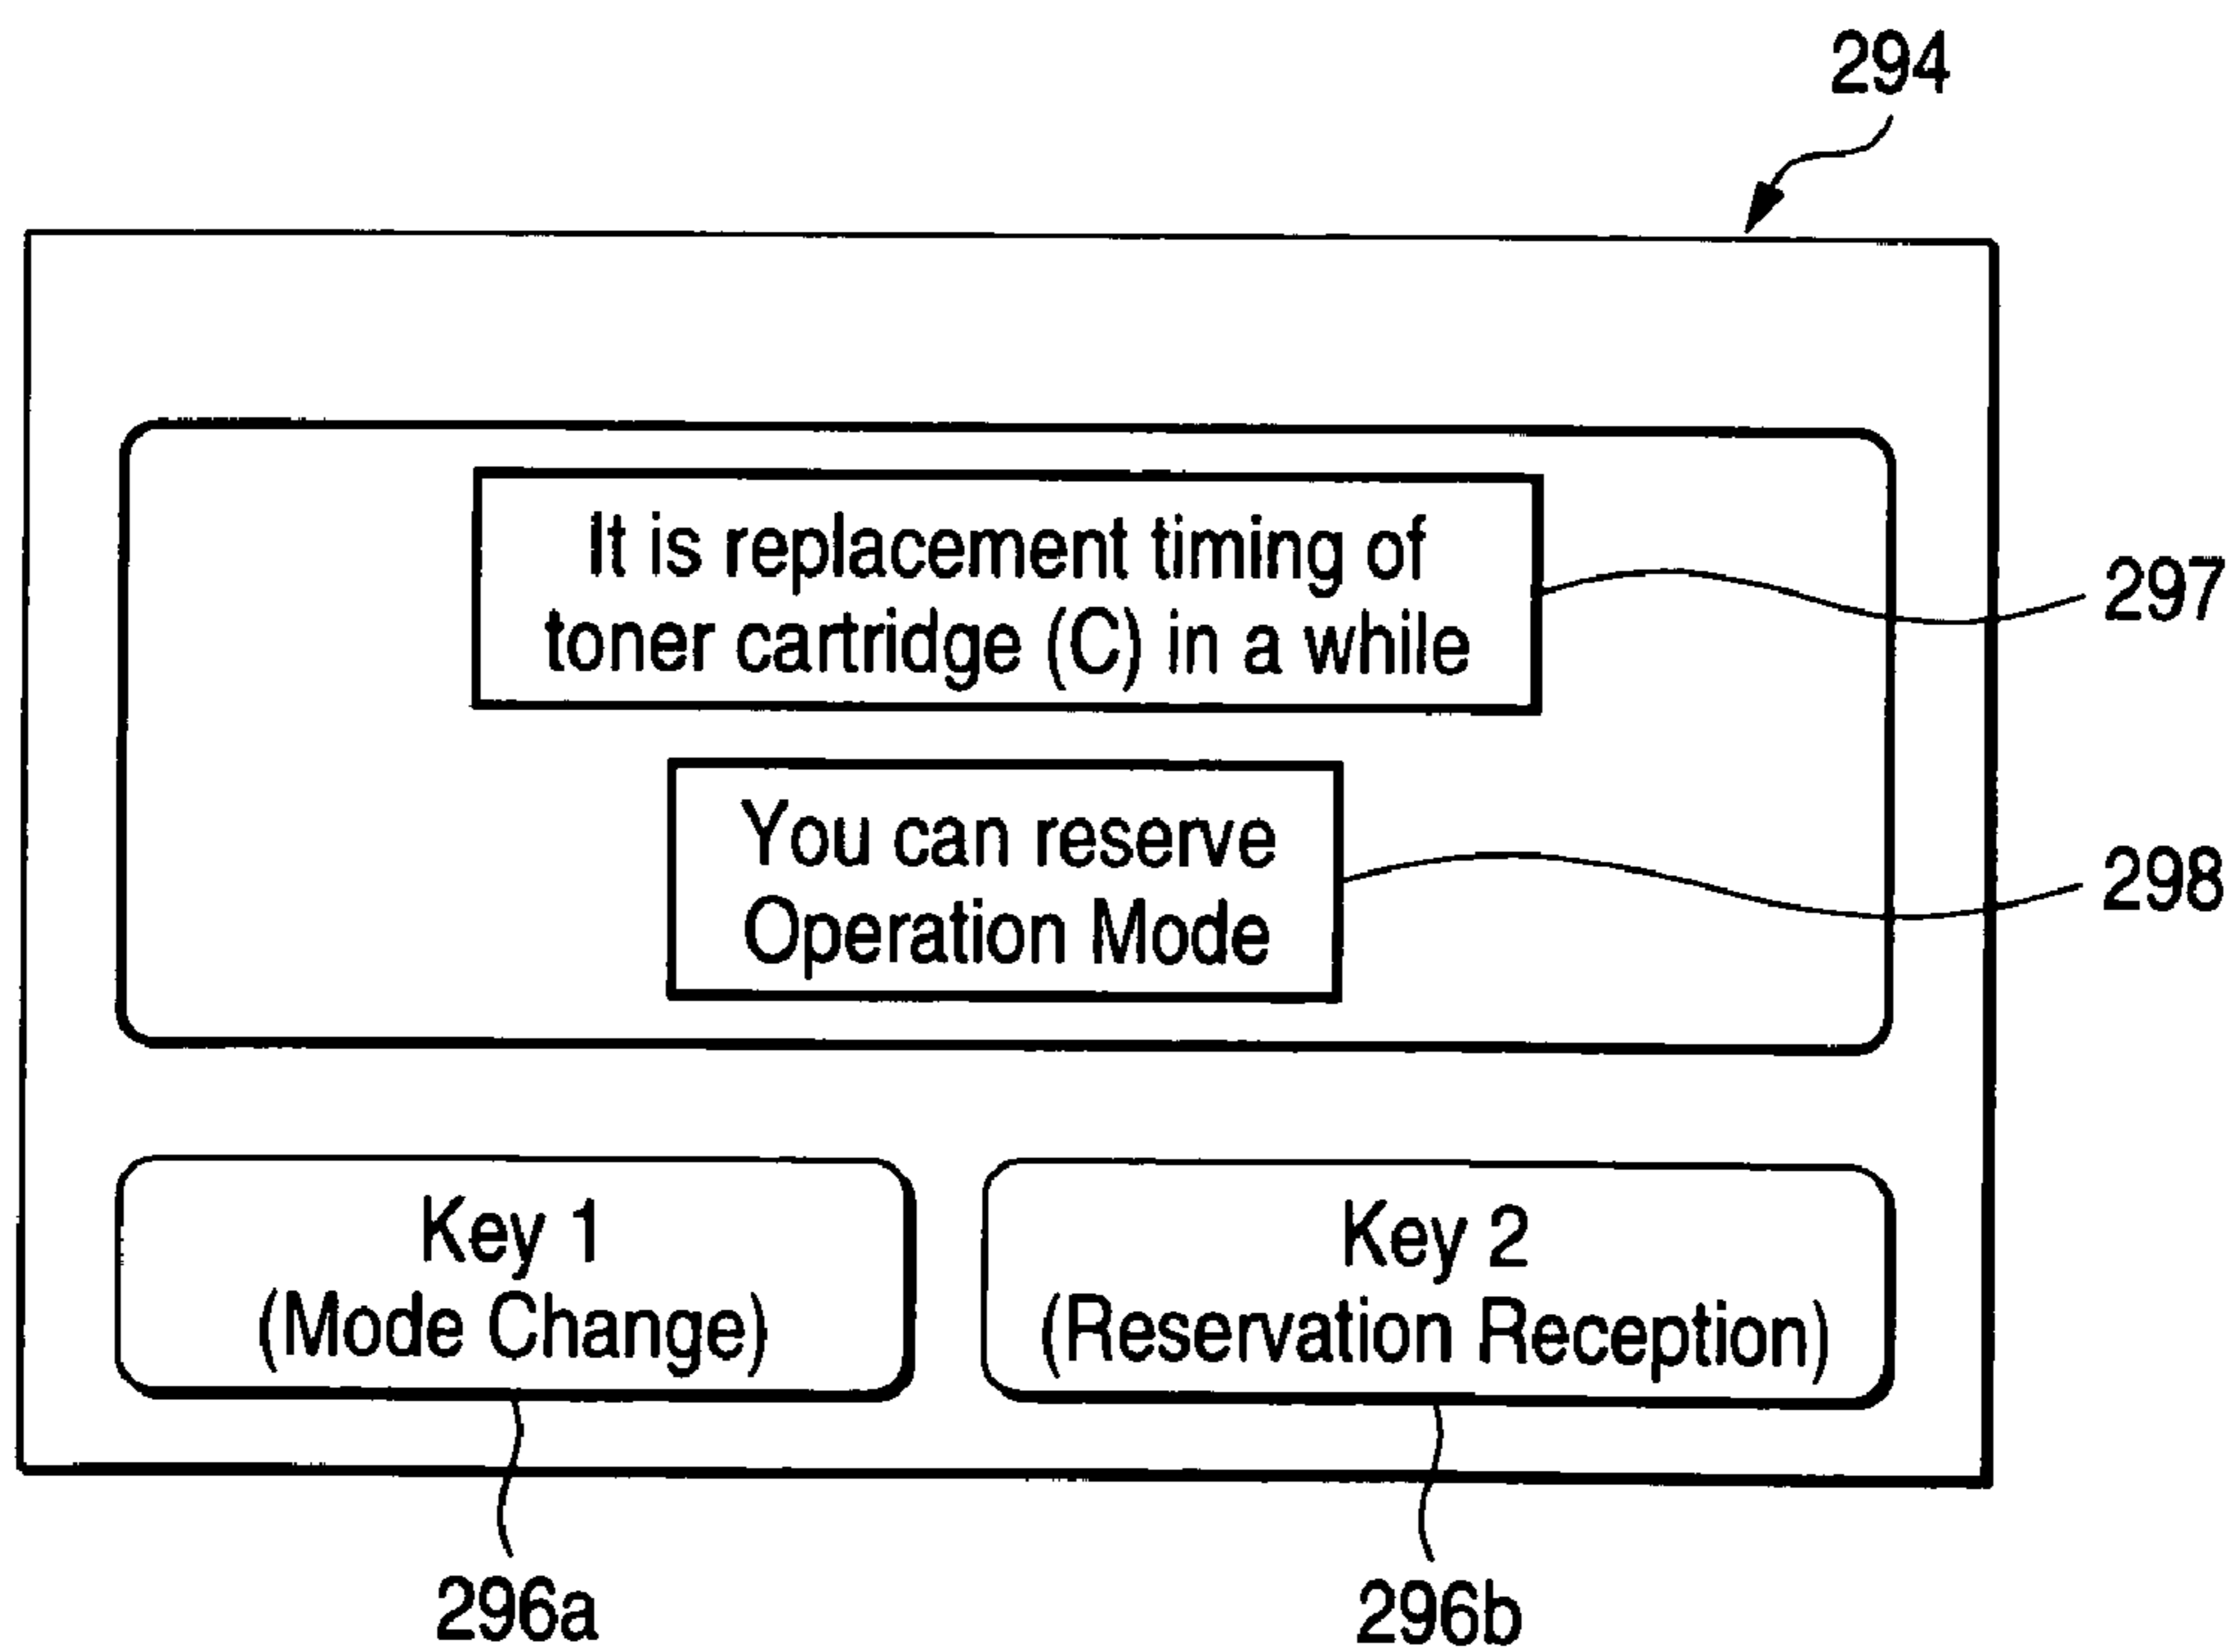 294
It is replacement timing of
toner cartridge (C) in a while
297
You can reserve
Operation Mode
298
Key 1
(Mode Change)
Key 2
(Reservation Reception)
296a
296b